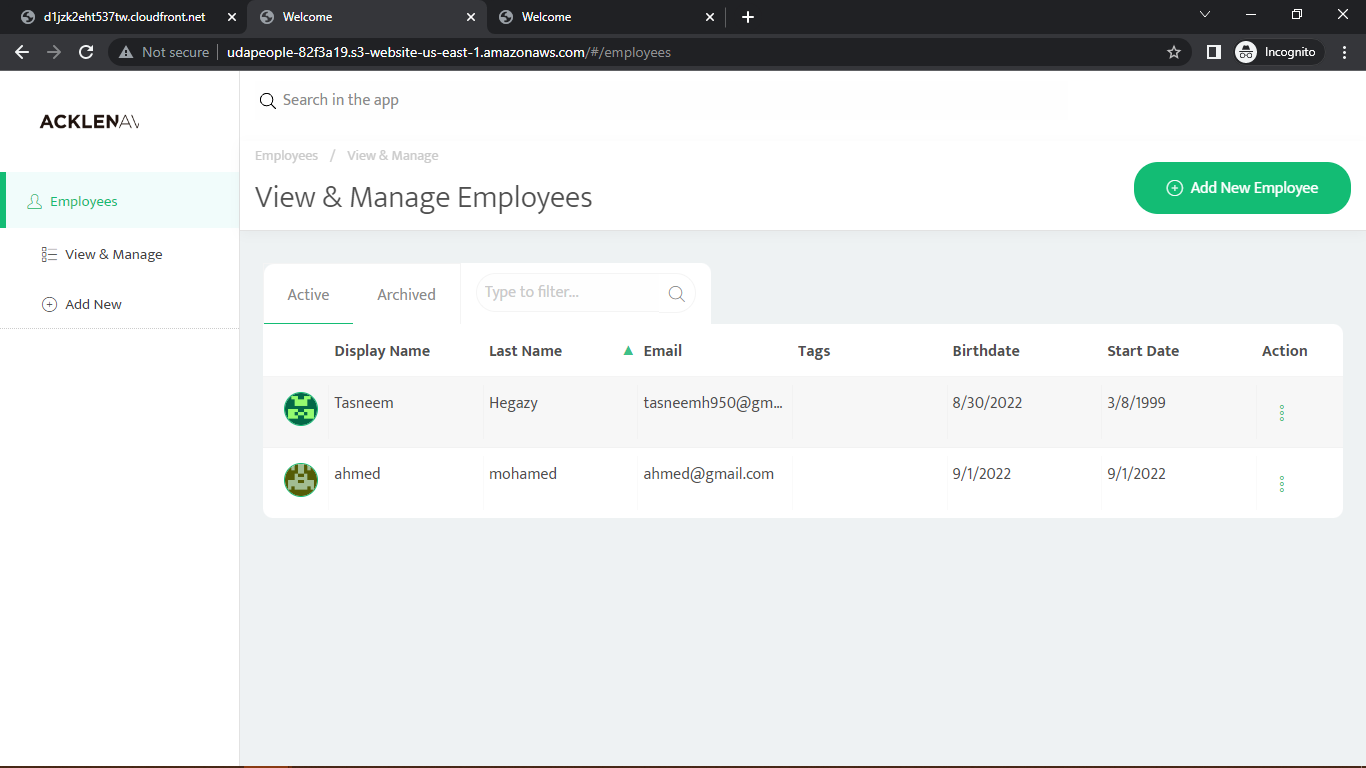 d1jzk2eht537tw.cloudfront.net
Welcome
Welcome
Not secure
udapeople-82f3a19.s3-website-us-east-1.amazonaws.com/#/employees
Incognito
ACKLENAV
Search in the app
Employees / View & Manage
View & Manage Employees
Add New Employee
Employees
View & Manage
Add New
Active
Archived
Type to filter...
Display Name Last Name Email Tags Birthdate Start Date Action
Tasneem Hegazy tasneemh950@gm... 8/30/2022 3/8/1999
ahmed mohamed ahmed@gmail.com 9/1/2022 9/1/2022